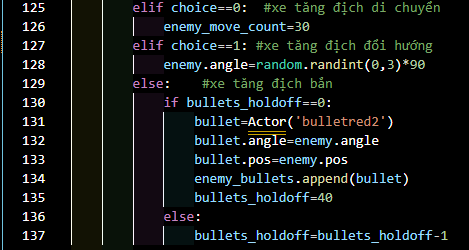 125 elif choice==0:  #xe tăng địch di chuyển
126 enemy_move_count=30
127 elif choice==1: #xe tăng địch đổi hướng
128 enemy.angle=random.randint(0,3)*90
129 else:    #xe tăng địch bắn
130 if bullets_holdoff==0:
131 bullet=Actor('bulletred2')
132 bullet.angle=enemy.angle
133 bullet.pos=enemy.pos
134 enemy_bullets.append(bullet)
135 bullets_holdoff=40
136 else:
137 bullets_holdoff=bullets_holdoff-1